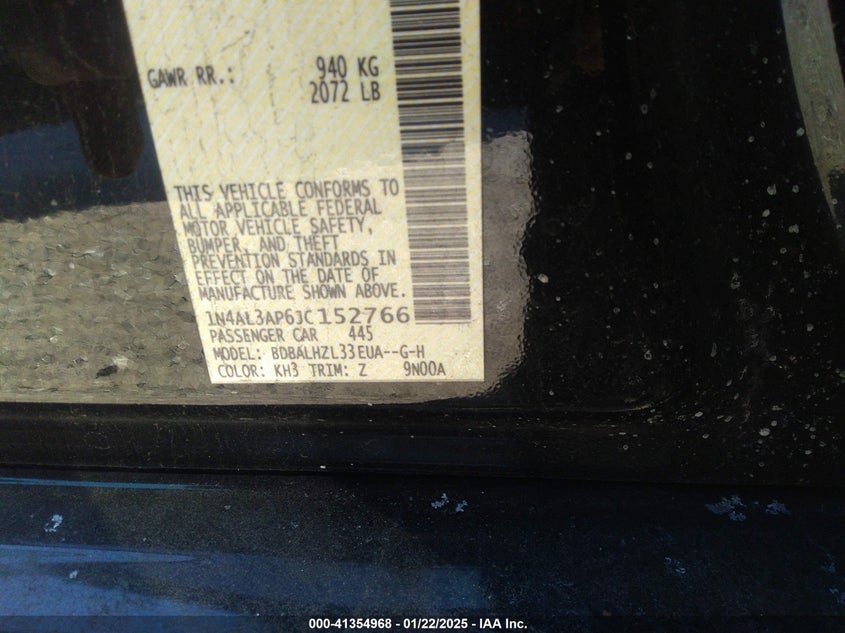 GAWR RR.: 940 KG
2072 LB
THIS VEHICLE CONFORMS TO
ALL APPLICABLE FEDERAL
MOTOR VEHICLE SAFETY,
BUMPER, AND THEFT
PREVENTION STANDARDS IN
EFFECT ON THE DATE OF
MANUFACTURE SHOWN ABOVE.
1N4AL3AP6JC152766
PASSENGER CAR 445
MODEL: BDBALHZL33EUA--G-H
COLOR: KH3 TRIM: Z 9N00A
000-41354968 - 01/22/2025 - IAA Inc.